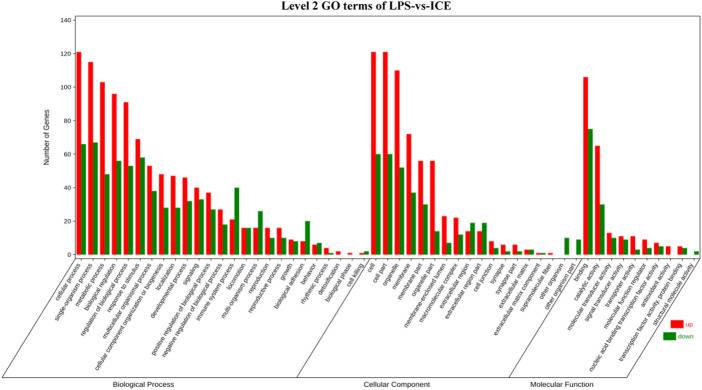 Level 2 GO terms of LPS-vs-ICE
Number of Genes
140
120
100
80
60
40
20
0
cellular process
single-organism process
metabolic process
biological regulation
regulation of biological process
response to stimulus
multicellular organismal process
cellular component organization or biogenesis
localization
developmental process
signaling
positive regulation of biological process
negative regulation of biological process
immune system process
locomotion
multi-organism process
reproduction
reproductive process
growth
biological adhesion
behavior
rhythmic process
detoxification
biological phase
cell killing
cell
cell part
organelle
membrane
membrane part
organelle part
membrane-enclosed lumen
macromolecular complex
extracellular region
extracellular region part
cell junction
synapse
synapse part
extracellular matrix
extracellular matrix component
supramolecular fiber
other organism
other organism part
binding
catalytic activity
molecular transducer activity
signal transducer activity
transporter activity
molecular function regulator
nucleic acid binding transcription factor activity
antioxidant activity
transcription factor activity, protein binding
structural molecule activity
up
down
Biological Process
Cellular Component
Molecular Function